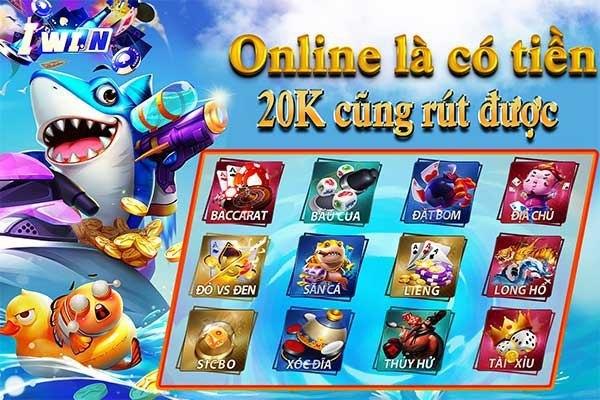 1WIN
Online là có tiền
20K cũng rút được
BACCARAT
BẦU CUA
ĐẶT BOM
ĐỊA CHỦ
ĐỎ VS ĐEN
SĂN CÁ
LIÊNG
LONG HỔ
SICBO
XÓC ĐĨA
THỦY HỬ
TÀI XỈU